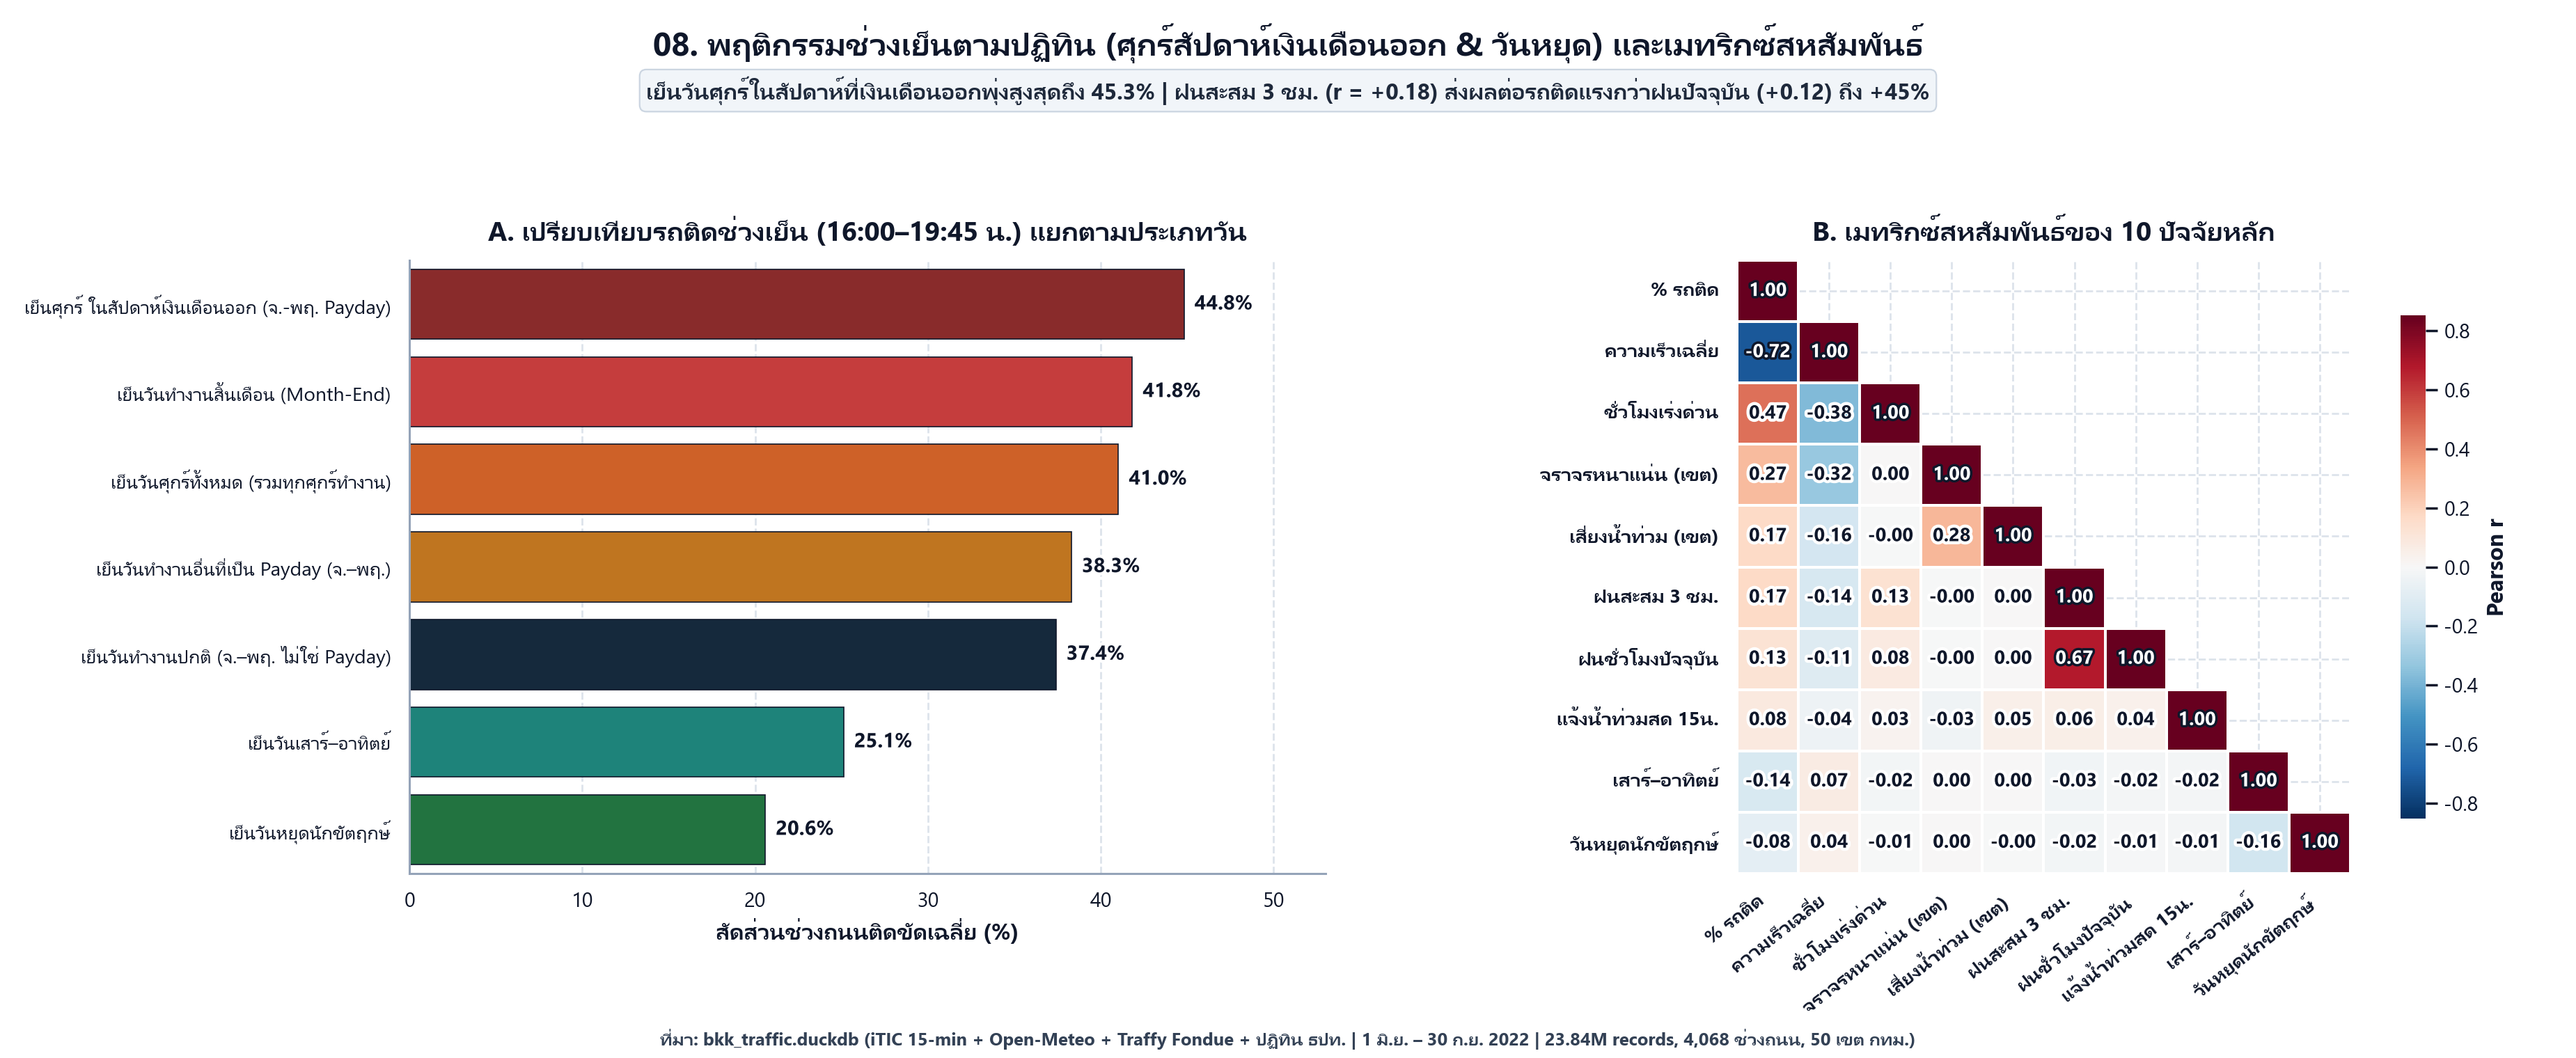 08. พฤติกรรมช่วงเย็นตามปฏิทิน (ศุกร์สัปดาห์เงินเดือนออก & วันหยุด) และเมทริกซ์สหสัมพันธ์
เย็นวันศุกร์ในสัปดาห์ที่เงินเดือนออกพุ่งสูงสุดถึง 45.3% | ฝนสะสม 3 ชม. (r = +0.18) ส่งผลต่อรถติดแรงกว่าฝนปัจจุบัน (+0.12) ถึง +45%
A. เปรียบเทียบรถติดช่วงเย็น (16:00–19:45 น.) แยกตามประเภทวัน
เย็นศุกร์ ในสัปดาห์เงินเดือนออก (จ.-พฤ. Payday) 44.8%
เย็นวันทำงานสิ้นเดือน (Month-End) 41.8%
เย็นวันศุกร์ทั้งหมด (รวมทุกศุกร์ทำงาน) 41.0%
เย็นวันทำงานอื่นที่เป็น Payday (จ.–พฤ.) 38.3%
เย็นวันทำงานปกติ (จ.–พฤ. ไม่ใช่ Payday) 37.4%
เย็นวันเสาร์–อาทิตย์ 25.1%
เย็นวันหยุดนักขัตฤกษ์ 20.6%
0 10 20 30 40 50
สัดส่วนช่วงถนนติดขัดเฉลี่ย (%)
B. เมทริกซ์สหสัมพันธ์ของ 10 ปัจจัยหลัก
% รถติด 1.00
ความเร็วเฉลี่ย -0.72 1.00
ชั่วโมงเร่งด่วน 0.47 -0.38 1.00
จราจรหนาแน่น (เขต) 0.27 -0.32 0.00 1.00
เสี่ยงน้ำท่วม (เขต) 0.17 -0.16 -0.00 0.28 1.00
ฝนสะสม 3 ชม. 0.17 -0.14 0.13 -0.00 0.00 1.00
ฝนชั่วโมงปัจจุบัน 0.13 -0.11 0.08 -0.00 0.00 0.67 1.00
แจ้งน้ำท่วมสด 15น. 0.08 -0.04 0.03 -0.03 0.05 0.06 0.04 1.00
เสาร์–อาทิตย์ -0.14 0.07 -0.02 0.00 0.00 -0.03 -0.02 -0.02 1.00
วันหยุดนักขัตฤกษ์ -0.08 0.04 -0.01 0.00 -0.00 -0.02 -0.01 -0.01 -0.16 1.00
% รถติด
ความเร็วเฉลี่ย
ชั่วโมงเร่งด่วน
จราจรหนาแน่น (เขต)
เสี่ยงน้ำท่วม (เขต)
ฝนสะสม 3 ชม.
ฝนชั่วโมงปัจจุบัน
แจ้งน้ำท่วมสด 15น.
เสาร์–อาทิตย์
วันหยุดนักขัตฤกษ์
0.8
0.6
0.4
0.2
0.0
-0.2
-0.4
-0.6
-0.8
Pearson r
ที่มา: bkk_traffic.duckdb (iTIC 15-min + Open-Meteo + Traffy Fondue + ปฏิทิน ธปท. | 1 มิ.ย. – 30 ก.ย. 2022 | 23.84M records, 4,068 ช่วงถนน, 50 เขต กทม.)